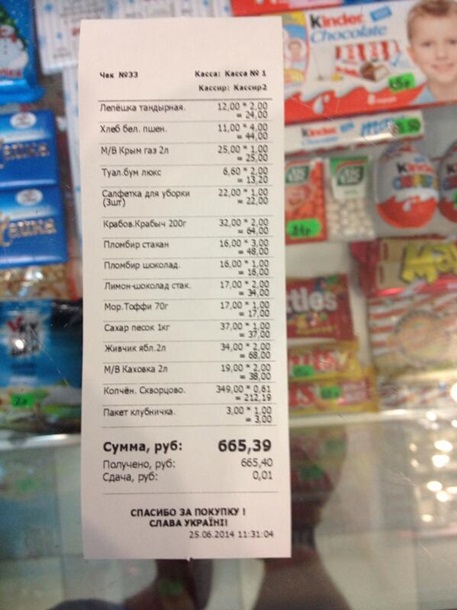 Чек №33 Касса: Касса № 1
Кассир: Кассир2
Лепёшка тандырная. 12,00 * 2,00
= 24,00
Хлеб бел. пшен. 11,00 * 4,00
= 44,00
М/В Крым газ 2л 25,00 * 1,00
= 25,00
Туал.бум люкс 6,60 * 2,00
= 13,20
Салфетка для уборки 22,00 * 1,00
(3шт) = 22,00
Крабов.Крабыч 200г 32,00 * 2,00
= 64,00
Пломбир стакан 16,00 * 3,00
= 48,00
Пломбир шоколад. 16,00 * 1,00
= 16,00
Лимон-шоколад стак. 17,00 * 2,00
= 34,00
Мор.Тоффи 70г 17,00 * 1,00
= 17,00
Сахар песок 1кг 37,00 * 1,00
= 37,00
Живчик ябл.2л 34,00 * 2,00
= 68,00
М/В Каховка 2л 19,00 * 2,00
= 38,00
Копчён. Скворцово. 349,00 * 0,61
= 212,19
Пакет клубничка. 3,00 * 1,00
= 3,00
Сумма, руб: 665,39
Получено, руб: 665,40
Сдача, руб: 0,01
СПАСИБО ЗА ПОКУПКУ !
СЛАВА УКРАЇНІ!
25.06.2014 11:31:04
Kinder
Chocolate
Kinder